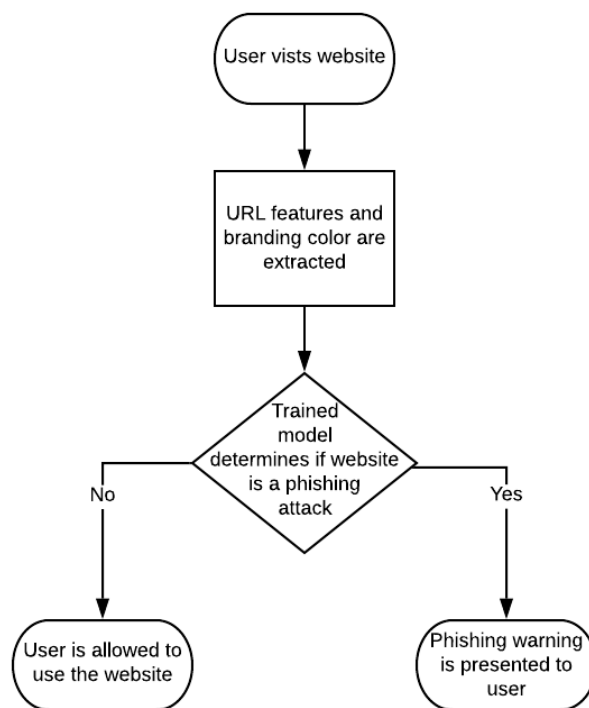 User vists website
URL features and
branding color are
extracted
Trained
model
determines if website
is a phishing
attack
No
Yes
User is allowed to
use the website
Phishing warning
is presented to
user